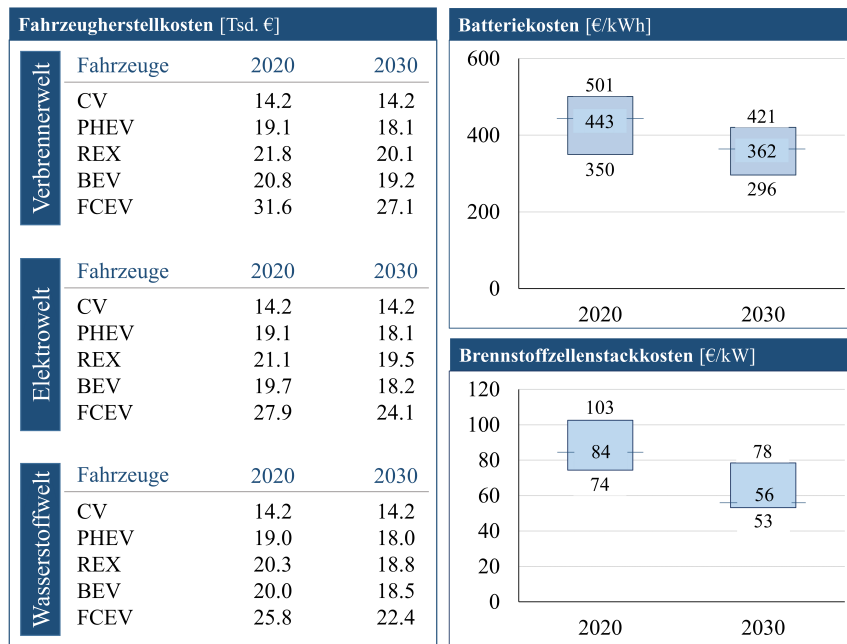 Fahrzeugherstellkosten [Tsd. €]
Verbrennerwelt
Fahrzeuge 2020 2030
CV 14.2 14.2
PHEV 19.1 18.1
REX 21.8 20.1
BEV 20.8 19.2
FCEV 31.6 27.1
Elektrowelt
Fahrzeuge 2020 2030
CV 14.2 14.2
PHEV 19.1 18.1
REX 21.1 19.5
BEV 19.7 18.2
FCEV 27.9 24.1
Wasserstoffwelt
Fahrzeuge 2020 2030
CV 14.2 14.2
PHEV 19.0 18.0
REX 20.3 18.8
BEV 20.0 18.5
FCEV 25.8 22.4
Batteriekosten [€/kWh]
600
501
443
421
400
362
350
296
200
0
2020 2030
Brennstoffzellenstackkosten [€/kW]
120
103
100
84
78
80
74
60
56
53
40
20
0
2020 2030